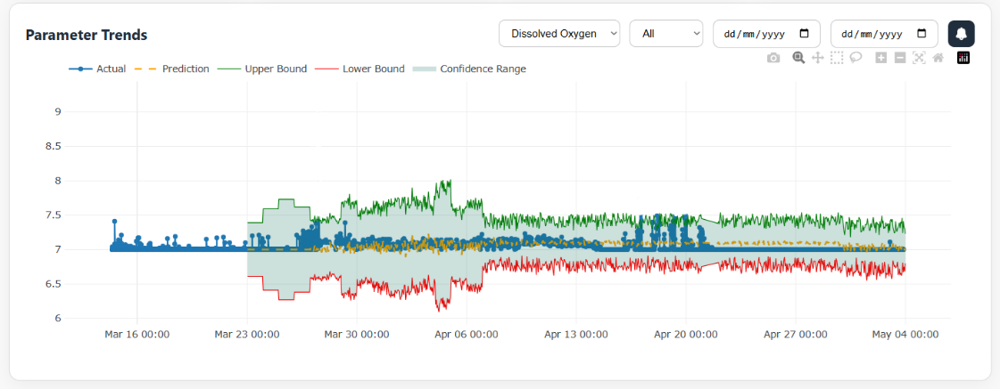 Parameter Trends
Dissolved Oxygen
All
dd/mm/yyyy
dd/mm/yyyy
Actual
Prediction
Upper Bound
Lower Bound
Confidence Range
9
8.5
8
7.5
7
6.5
6
Mar 16 00:00
Mar 23 00:00
Mar 30 00:00
Apr 06 00:00
Apr 13 00:00
Apr 20 00:00
Apr 27 00:00
May 04 00:00